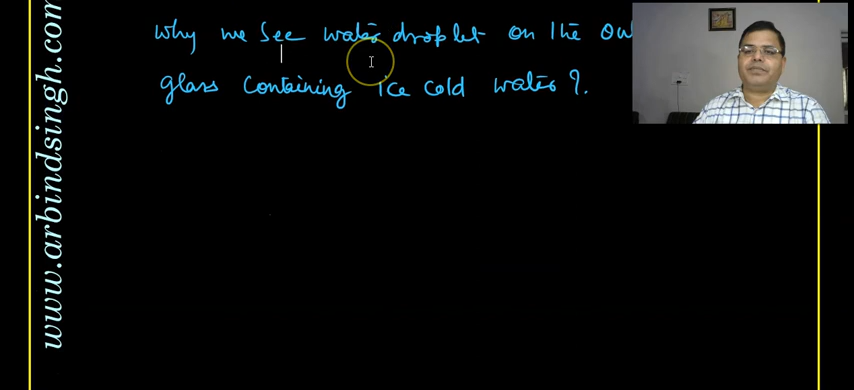 why we see water droplet on the
glass containing ice cold water ?.
www.arbindsingh.com